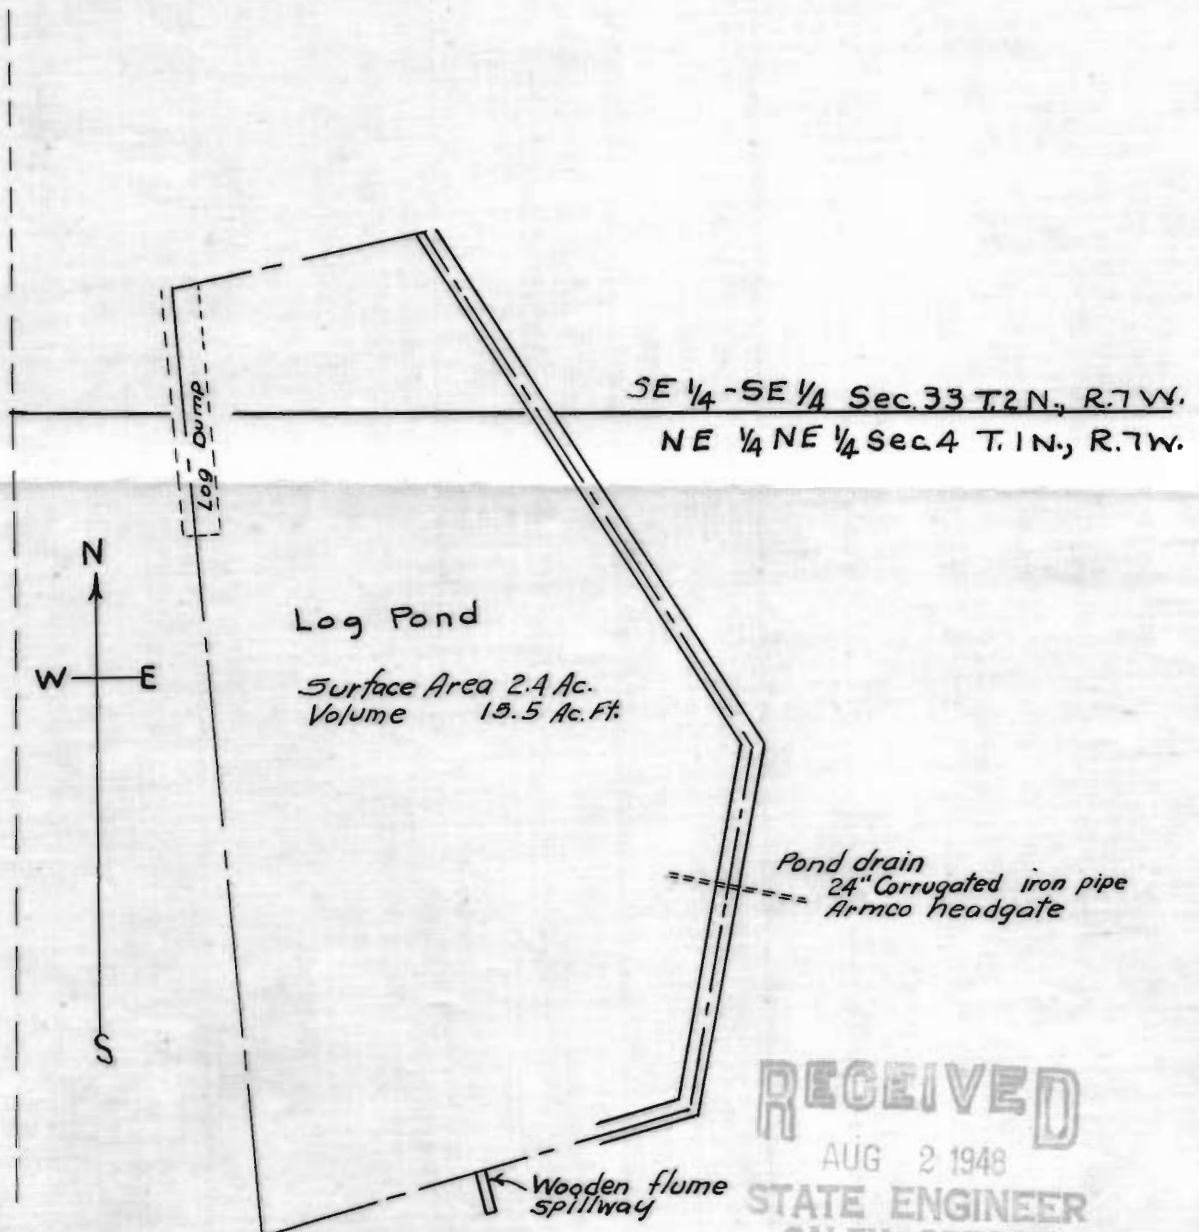 SE 1/4-SE 1/4 Sec. 33 T.2 N., R.7 W.
NE 1/4 NE 1/4 Sec. 4 T. 1 N., R. 7 W.
Log Dump
N
W E
S
Log Pond
Surface Area 2.4 Ac.
Volume 15.5 Ac. Ft.
Pond drain
24" Corrugated iron pipe
Armco headgate
Wooden flume
spillway
RECEIVED
AUG 2 1948
STATE ENGINEER